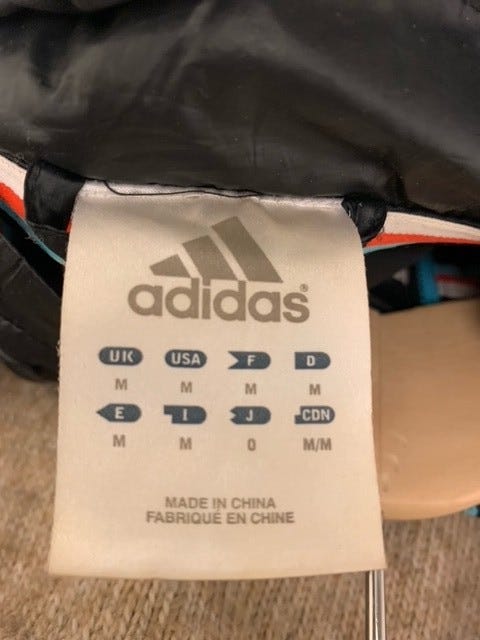 adidas®
UK USA F D
M M M M
E I J CDN
M M O M/M
MADE IN CHINA
FABRIQUÉ EN CHINE